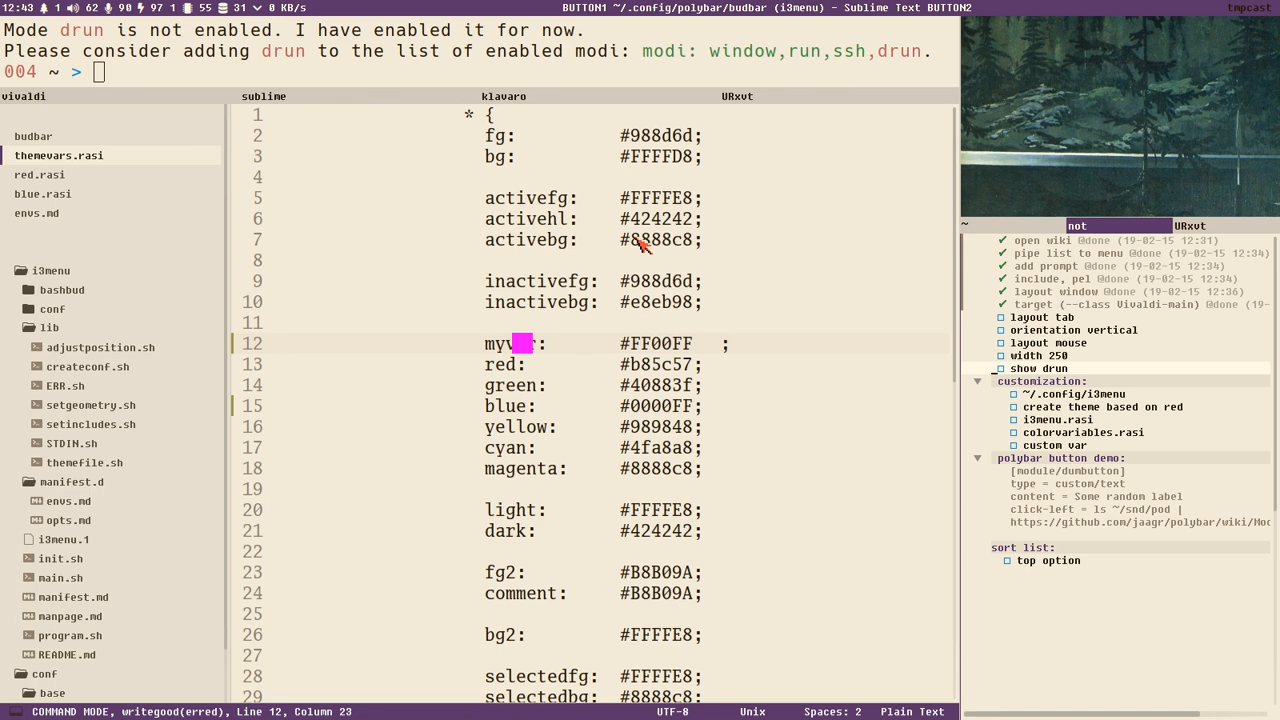 12:43 1 62 90 97 1 55 31 0 KB/s
BUTTON1 ~/.config/polybar/budbar (i3menu) - Sublime Text BUTTON2
tmpcast
Mode drun is not enabled. I have enabled it for now.
Please consider adding drun to the list of enabled modi: modi: window,run,ssh,drun.
004 ~ >
vivaldi
sublime
klavaro
URxvt
budbar
themevars.rasi
red.rasi
blue.rasi
envs.md
i3menu
bashbud
conf
lib
adjustposition.sh
createconf.sh
ERR.sh
setgeometry.sh
setincludes.sh
STDIN.sh
themefile.sh
manifest.d
envs.md
opts.md
i3menu.1
init.sh
main.sh
manifest.md
manpage.md
program.sh
README.md
conf
base
1 * {
2 fg: #988d6d;
3 bg: #FFFFD8;
4
5 activefg: #FFFFE8;
6 activehl: #424242;
7 activebg: #8888c8;
8
9 inactivefg: #988d6d;
10 inactivebg: #e8eb98;
11
12 myv r: #FF00FF ;
13 red: #b85c57;
14 green: #40883f;
15 blue: #0000FF;
16 yellow: #989848;
17 cyan: #4fa8a8;
18 magenta: #8888c8;
19
20 light: #FFFFE8;
21 dark: #424242;
22
23 fg2: #B8B09A;
24 comment: #B8B09A;
25
26 bg2: #FFFFE8;
27
28 selectedfg: #FFFFE8;
29 selectedbg: #8888c8;
~
not
URxvt
✔ open wiki @done (19-02-15 12:31)
✔ pipe list to menu @done (19-02-15 12:34)
✔ add prompt @done (19-02-15 12:34)
✔ include, pel @done (19-02-15 12:34)
✔ layout window @done (19-02-15 12:36)
✔ target (--class Vivaldi-main) @done (19-
layout tab
orientation vertical
layout mouse
width 250
show drun
customization:
~/.config/i3menu
create theme based on red
i3menu.rasi
colorvariables.rasi
custom var
polybar button demo:
[module/dumbutton]
type = custom/text
content = Some random label
click-left = ls ~/snd/pod |
https://github.com/jaagr/polybar/wiki/Mod
sort list:
top option
COMMAND MODE, writegood(erred), Line 12, Column 23
UTF-8
Unix
Spaces: 2
Plain Text